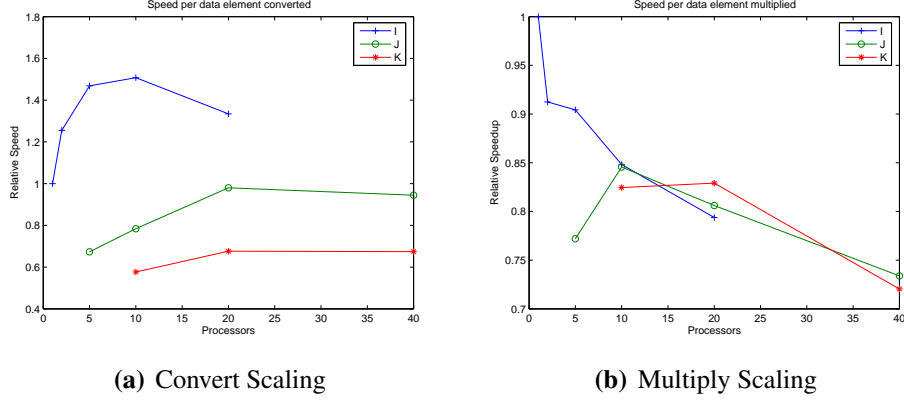 Speed per data element converted
1.8
1.6
1.4
1.2
1
0.8
0.6
0.4
Relative Speed
0 5 10 15 20 25 30 35 40
Processors
I
J
K
(a) Convert Scaling
Speed per data element multiplied
1
0.95
0.9
0.85
0.8
0.75
0.7
Relative Speedup
0 5 10 15 20 25 30 35 40
Processors
I
J
K
(b) Multiply Scaling